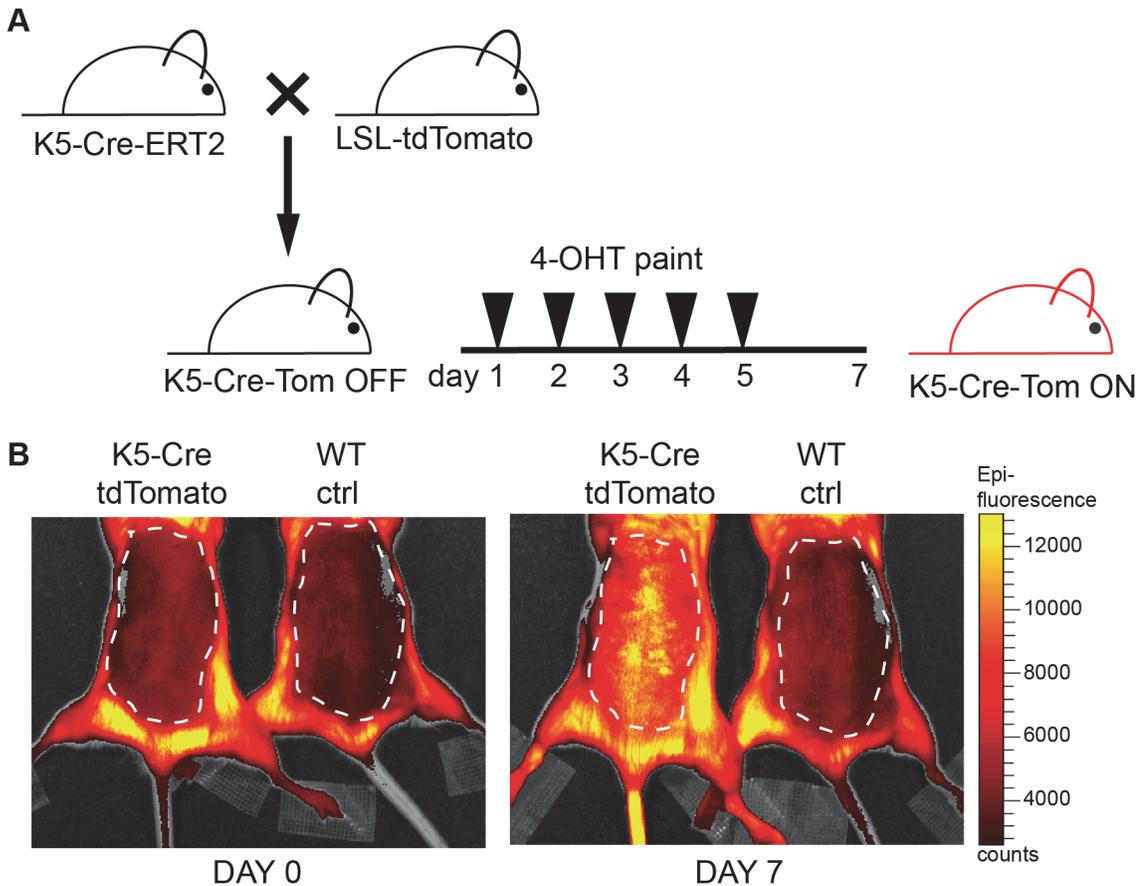 A
K5-Cre-ERT2
LSL-tdTomato
4-OHT paint
K5-Cre-Tom OFF
day 1 2 3 4 5 7
K5-Cre-Tom ON
B
K5-Cre
tdTomato
WT
ctrl
K5-Cre
tdTomato
WT
ctrl
Epi-
fluorescence
12000
10000
8000
6000
4000
counts
DAY 0
DAY 7